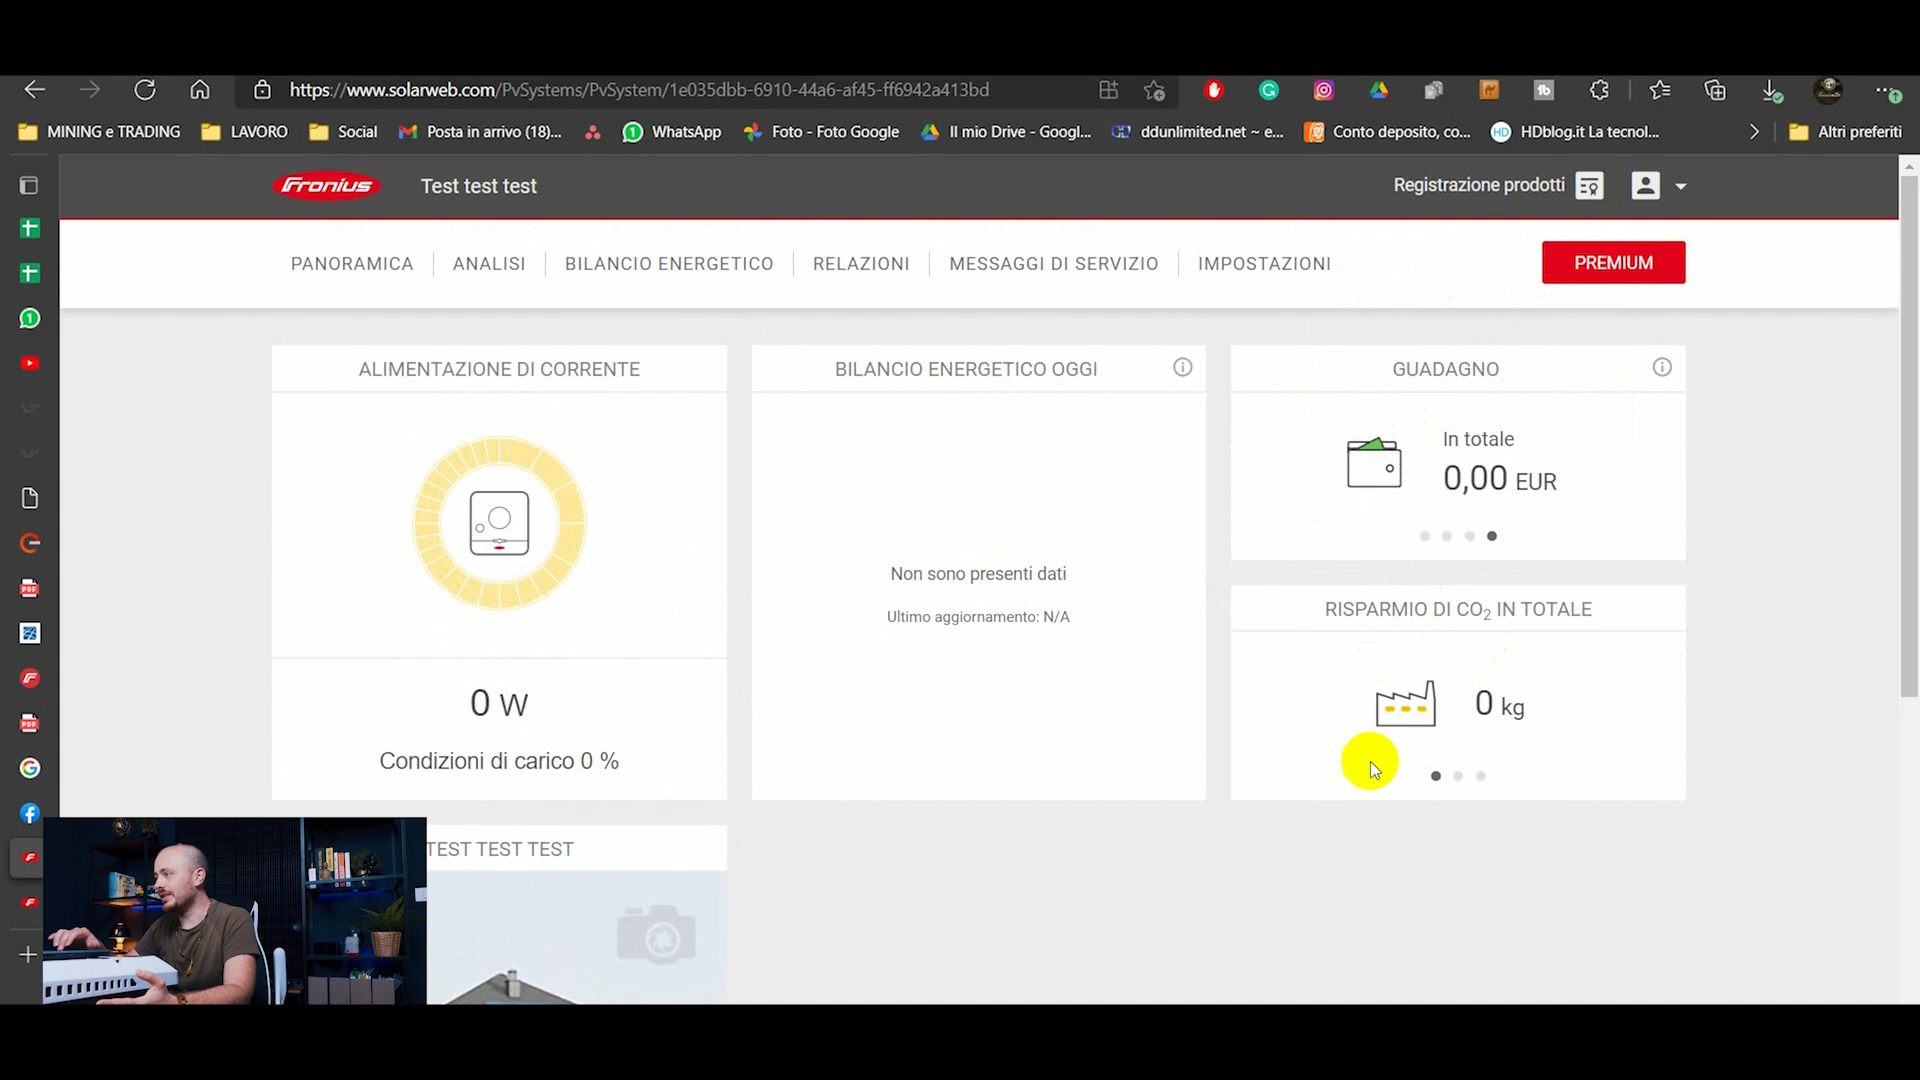 https://www.solarweb.com/PvSystems/PvSystem/1e035dbb-6910-44a6-af45-ff6942a413bd
MINING e TRADING
LAVORO
Social
Posta in arrivo (18)...
WhatsApp
Foto - Foto Google
Il mio Drive - Googl...
ddunlimited.net ~ e...
Conto deposito, co...
HD
HDblog.it La tecnol...
Altri preferiti
Fronius
Test test test
Registrazione prodotti
PANORAMICA
ANALISI
BILANCIO ENERGETICO
RELAZIONI
MESSAGGI DI SERVIZIO
IMPOSTAZIONI
PREMIUM
ALIMENTAZIONE DI CORRENTE
0 W
Condizioni di carico 0 %
BILANCIO ENERGETICO OGGI
Non sono presenti dati
Ultimo aggiornamento: N/A
GUADAGNO
In totale
0,00 EUR
RISPARMIO DI CO2 IN TOTALE
0 kg
TEST TEST TEST
PDF
PDF